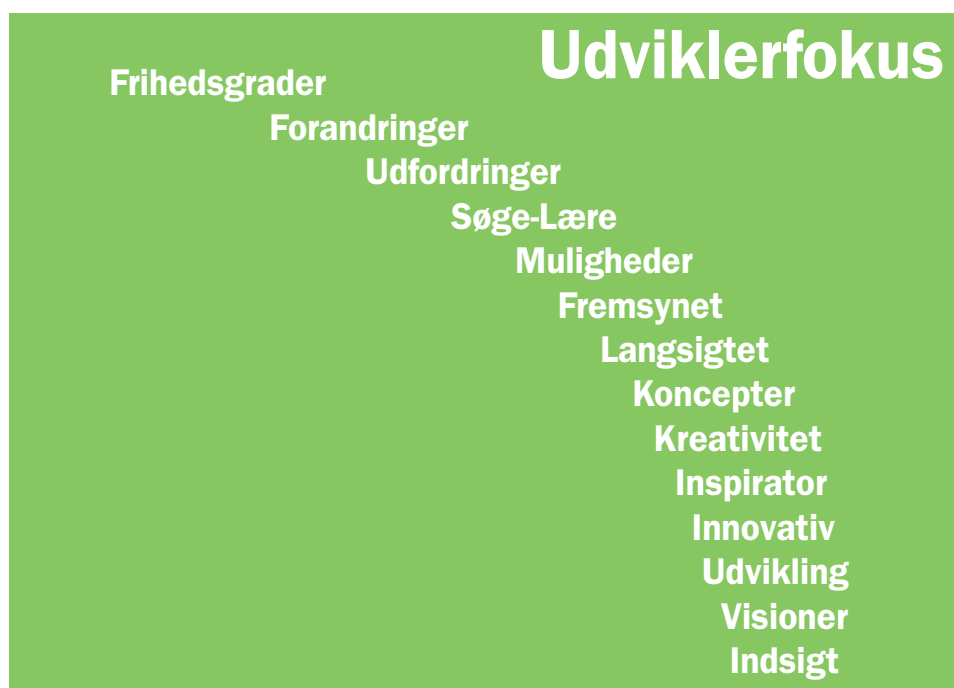 Udviklerfokus
Frihedsgrader
Forandringer
Udfordringer
Søge-Lære
Muligheder
Fremsynet
Langsigtet
Koncepter
Kreativitet
Inspirator
Innovativ
Udvikling
Visioner
Indsigt